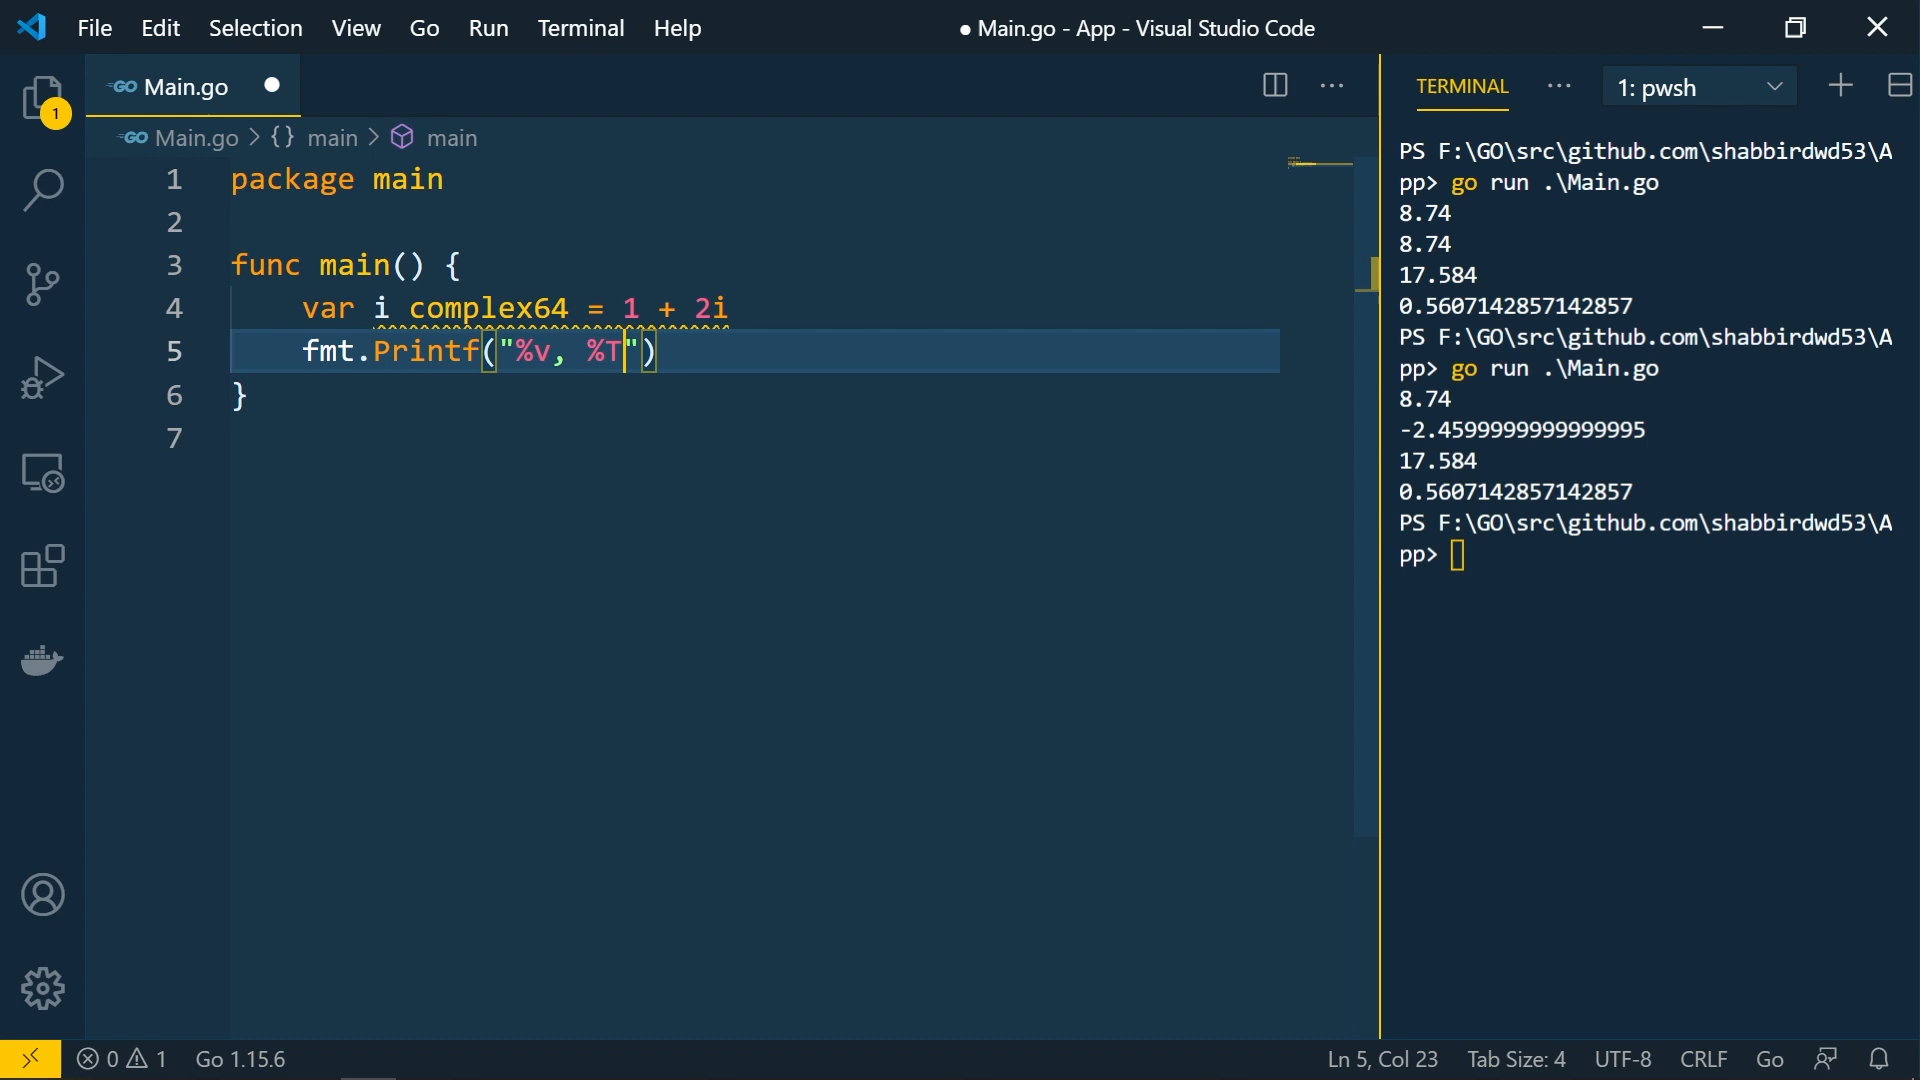 File Edit Selection View Go Run Terminal Help
● Main.go - App - Visual Studio Code
GO Main.go ●
TERMINAL ··· 1: pwsh
1
GO Main.go > {} main > main
1 package main
2
3 func main() {
4 var i complex64 = 1 + 2i
5 fmt.Printf("%v, %T")
6 }
7
PS F:\GO\src\github.com\shabbirdwd53\A
pp> go run .\Main.go
8.74
8.74
17.584
0.5607142857142857
PS F:\GO\src\github.com\shabbirdwd53\A
pp> go run .\Main.go
8.74
-2.4599999999999995
17.584
0.5607142857142857
PS F:\GO\src\github.com\shabbirdwd53\A
pp>
0 1 Go 1.15.6
Ln 5, Col 23 Tab Size: 4 UTF-8 CRLF Go